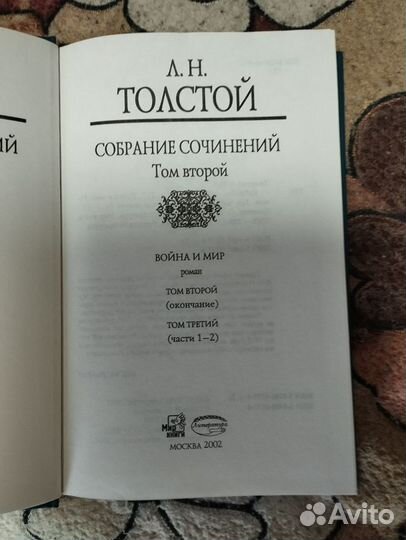 ИЙ
Л. Н.
ТОЛСТОЙ
СОБРАНИЕ СОЧИНЕНИЙ
Том второй
ВОЙНА И МИР
роман
ТОМ ВТОРОЙ
(окончание)
ТОМ ТРЕТИЙ
(части 1—2)
Мир книги
Литература
МОСКВА 2002
Avito